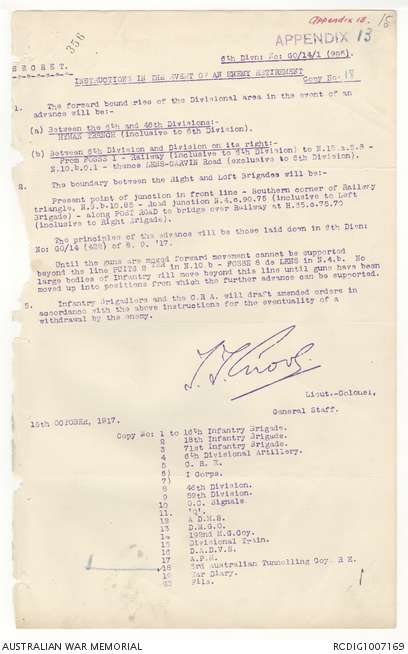 Appendix 13. 15
356
APPENDIX 13
6th Divn: No: GO/14/1 (995).
SECRET.
INSTRUCTIONS IN THE EVENT OF AN ENEMY RETIREMENT
Copy No: 18
1. The forward bound ries of the Divisional area in the event of an
advance will be:-
(a) Between the 6th and 46th Divisions:-
HYMAN TRENCH (inclusive to 6th Division).
(b) Between 6th Division and Division on its right:-
From FOSSE 1 - Railway (inclusive to 6th Division) to N.10.a.8.8 -
N.10.b.0.1 - thence LENS-CARVIN Road (exclusive to 6th Division).
2. The boundary between the Right and Left Brigades will be:-
Present point of junction in front line - Southern corner of Railway
triangle, N.9.b.10.85 - Road junction N.4.c.90.75 (inclusive to Left
Brigade) - along POST ROAD to bridge over Railway at H.35.c.75.70
(inclusive to Right Brigade).
The principles of the advance will be those laid down in 6th Divn:
No: GO/14 (422) of 8. 9. '17.
Until the guns are moved forward movement cannot be supported
beyond the line PUITS 2 TER in N.10 b - FOSSE 8 de LENS in N.4.b. No
large bodies of Infantry will move beyond this line until guns have been
moved up into positions from which the further advance can be supported.
5. Infantry Brigadiers and the C.R.A. will draft amended orders in
accordance with the above instructions for the eventuality of a
withdrawal by the enemy.
Lieut.-Colonel,
General Staff.
15th OCTOBER, 1917.
Copy No: 1 to 16th Infantry Brigade.
2 18th Infantry Brigade.
3 71st Infantry Brigade.
4 6th Divisional Artillery.
5 C. R. E.
6) I Corps.
7)
8 46th Division.
9 59th Division.
10 O.C. Signals.
11. 'Q'.
12 A.D.M.S.
13 D.M.G.O.
14 192nd M.G.Coy.
15 Divisional Train.
16 D.A.D.V.S.
17 A.P.M.
18 3rd Australian Tunnelling Coy. R E.
19 War Diary.
20 File.
AUSTRALIAN WAR MEMORIAL
RCDIG1007169